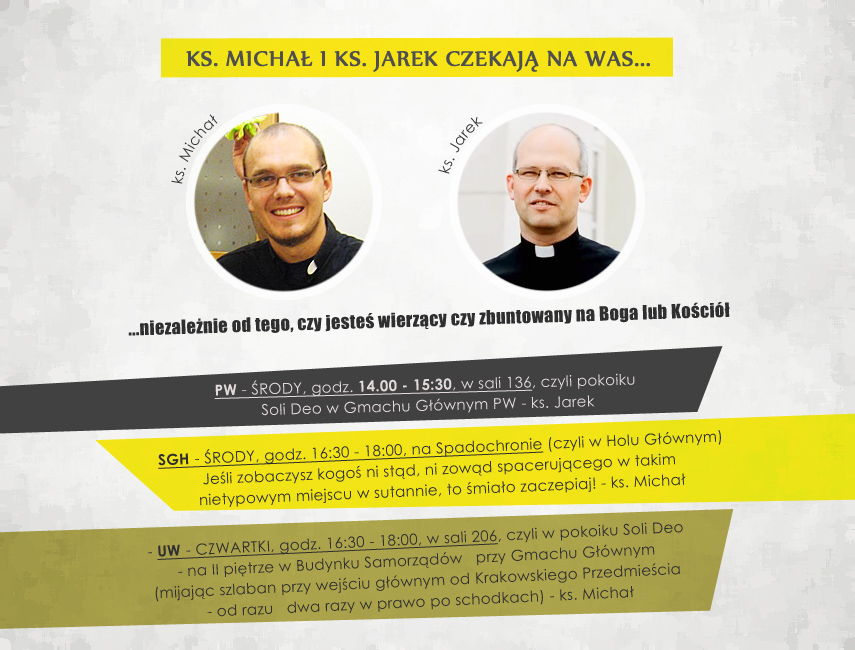 KS. MICHAŁ I KS. JAREK CZEKAJĄ NA WAS...
ks. Michał
ks. Jarek
...niezależnie od tego, czy jesteś wierzący czy zbuntowany na Boga lub Kościół
PW - ŚRODY, godz. 14.00 - 15:30, w sali 136, czyli pokoiku
Soli Deo w Gmachu Głównym PW - ks. Jarek
SGH - ŚRODY, godz. 16:30 - 18:00, na Spadochronie (czyli w Holu Głównym)
Jeśli zobaczysz kogoś ni stąd, ni zowąd spacerującego w takim
nietypowym miejscu w sutannie, to śmiało zaczepiaj! - ks. Michał
- UW - CZWARTKI, godz. 16:30 - 18:00, w sali 206, czyli w pokoiku Soli Deo
- na II piętrze w Budynku Samorządów przy Gmachu Głównym
(mijając szlaban przy wejściu głównym od Krakowskiego Przedmieścia
- od razu dwa razy w prawo po schodkach) - ks. Michał